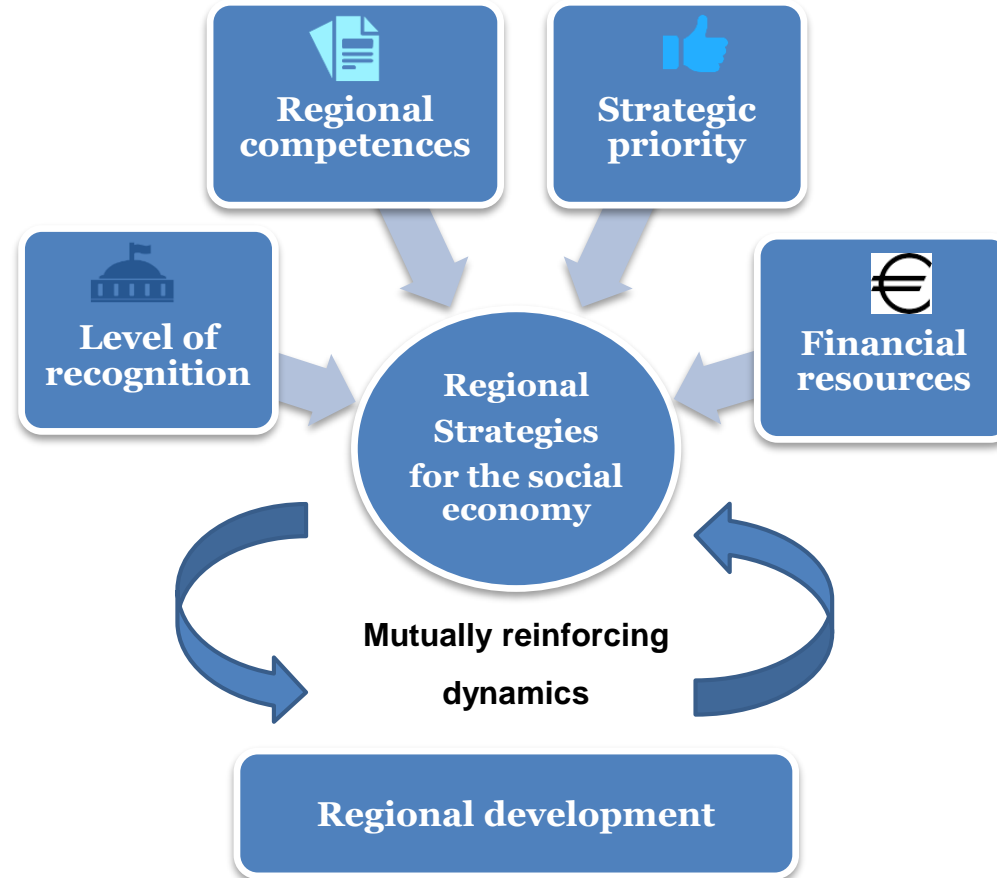 Regional
competences
Strategic
priority
Level of
recognition
€
Financial
resources
Regional
Strategies
for the social
economy
Mutually reinforcing
dynamics
Regional development